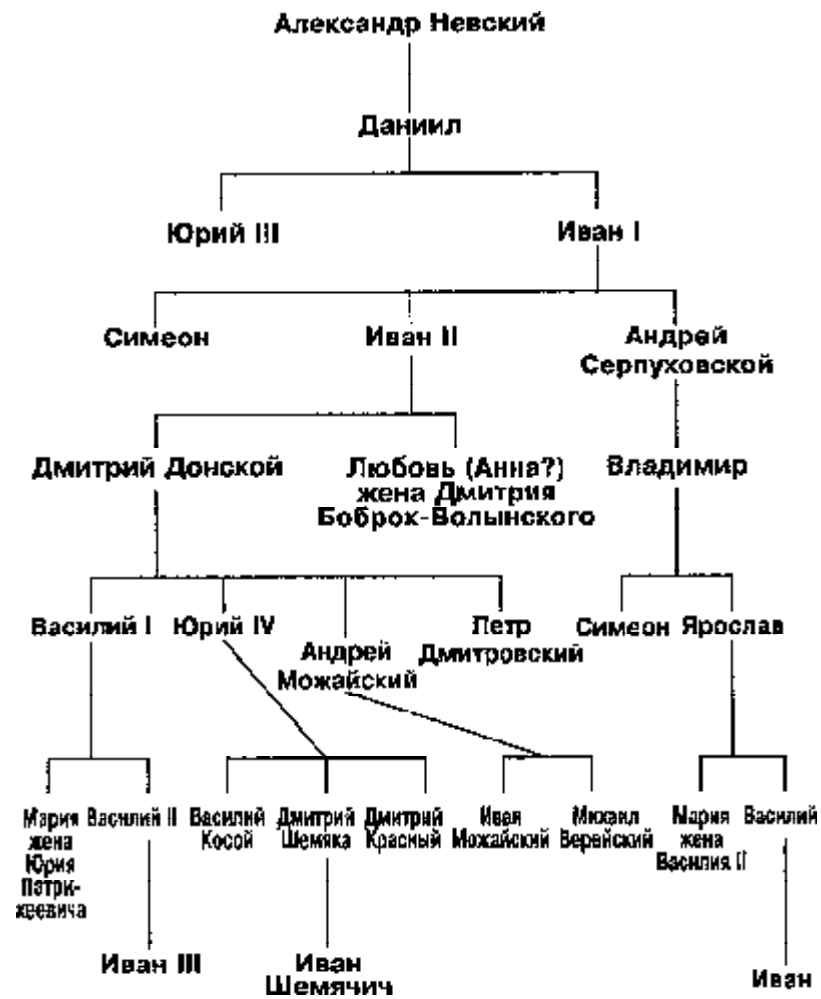 Александр Невский
Даниил
Юрий III
Иван I
Симеон
Иван II
Андрей
Серпуховской
Дмитрий Донской
Любовь (Анна?)
жена Дмитрия
Боброк-Волынского
Владимир
Василий I
Юрий IV
Андрей
Можайский
Петр
Дмитровский
Симеон
Ярослав
Мария
жена
Юрия
Патри-
кеевича
Василий II
Василий
Косой
Дмитрий
Шемяка
Дмитрий
Красный
Иван
Можайский
Михаил
Верейский
Мария
жена
Василия II
Василий
Иван III
Иван
Шемячич
Иван